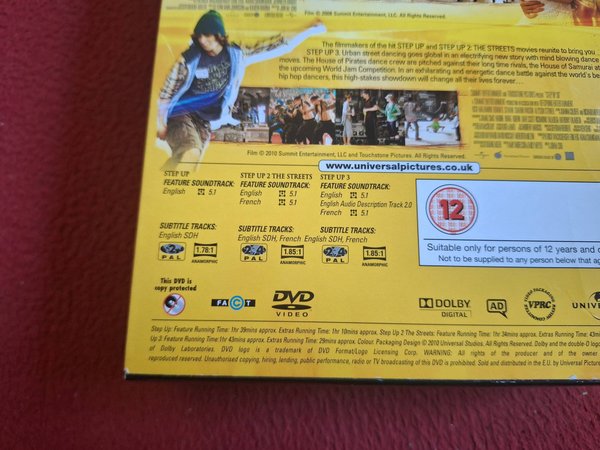 Film © 2008 Summit Entertainment, LLC. All Rights Reserved.
The filmmakers of the hit STEP UP and STEP UP 2: THE STREETS movies reunite to bring you
STEP UP 3. Urban street dancing goes global in an electrifying new story with mind blowing dance
moves. The House of Pirates dance crew are pitched against their long time rivals, the House of Samurai at
the upcoming World Jam Competition. In an exhilarating and energetic dance battle against the world's be
hip hop dancers, this high-stakes showdown will change all their lives forever....
Film © 2010 Summit Entertainment, LLC and Touchstone Pictures. All Rights Reserved.
www.universalpictures.co.uk
STEP UP
FEATURE SOUNDTRACK:
English 5.1
SUBTITLE TRACKS:
English SDH
PAL
1.78:1
ANAMORPHIC
STEP UP 2 THE STREETS
FEATURE SOUNDTRACK:
English 5.1
French 5.1
SUBTITLE TRACKS:
English SDH, French
PAL
1.85:1
ANAMORPHIC
STEP UP 3
FEATURE SOUNDTRACK:
English 5.1
English Audio Description Track 2.0
French 5.1
SUBTITLE TRACKS:
English SDH, French
PAL
1.85:1
ANAMORPHIC
12
Suitable only for persons of 12 years and
Not to be supplied to any person below that
This DVD is
copy protected
FACT
DVD
VIDEO
DOLBY
DIGITAL
AD
VPRC
UNIVER
Step Up: Feature Running Time: 1hr 39mins approx. Extras Running Time: 1hr 10mins approx. Step Up 2 The Streets: Feature Running Time: 1hr 34mins approx. Extras Running Time: 43min
Up 3: Feature Running Time: 1hr 43mins approx. Extras Running Time: 29mins approx. Colour. Packaging Design © 2010 Universal Studios. All Rights Reserved. Dolby and the double-D logo
of Dolby Laboratories. DVD logo is a trademark of DVD Format/Logo Licensing Corp. WARNING: All rights of the producer and of the owner
reproduced reserved. Unauthorised copying, hiring, lending, public performance, radio or TV broadcasting of this DVD is prohibited. Sold and distributed in the E.U. by Universal Pictur